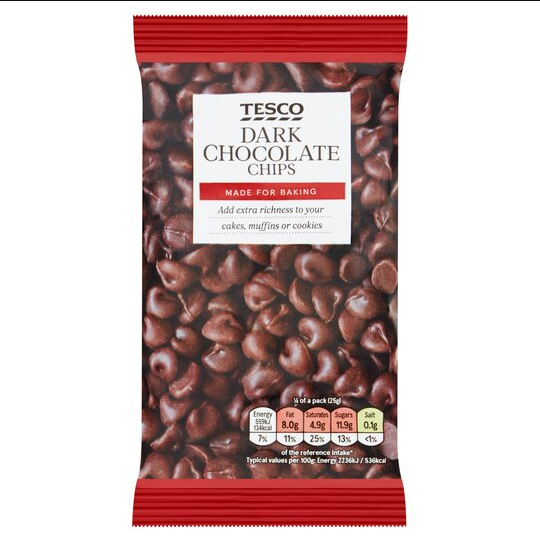 TESCO
DARK
CHOCOLATE
CHIPS
MADE FOR BAKING
Add extra richness to your
cakes, muffins or cookies
¼ of a pack (25g)
Energy Fat Saturates Sugars Salt
559kJ 8.0g 4.9g 11.9g 0.1g
134kcal
7% 11% 25% 13% <1%
of the reference intake*
Typical values per 100g: Energy 2236kJ / 536kcal